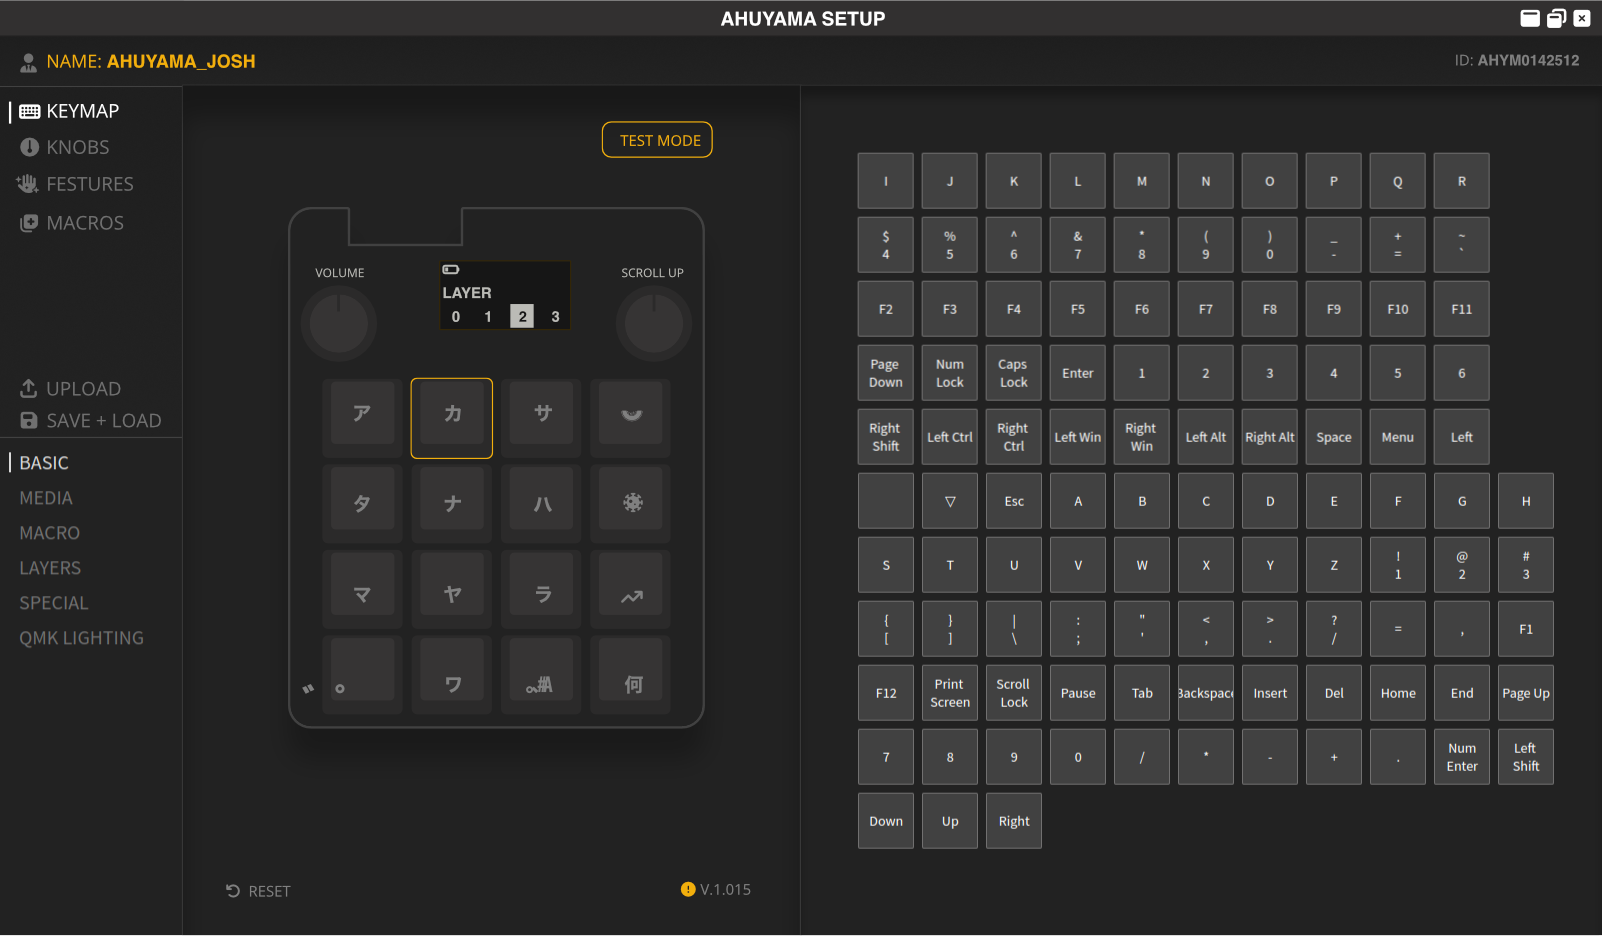 AHUYAMA SETUP
NAME: AHUYAMA_JOSH
ID: AHYM0142512
KEYMAP
KNOBS
FESTURES
MACROS
UPLOAD
SAVE + LOAD
BASIC
MEDIA
MACRO
LAYERS
SPECIAL
QMK LIGHTING
TEST MODE
VOLUME
SCROLL UP
LAYER
0 1 2 3
ア カ サ
タ ナ ハ
マ ヤ ラ
。 ワ 何
RESET
V.1.015
I J K L M N O P Q R
$ % ^ & * ( ) _ + ~
4 5 6 7 8 9 0 - = `
F2 F3 F4 F5 F6 F7 F8 F9 F10 F11
Page Down Num Lock Caps Lock Enter 1 2 3 4 5 6
Right Shift Left Ctrl Right Ctrl Left Win Right Win Left Alt Right Alt Space Menu Left
▽ Esc A B C D E F G H
S T U V W X Y Z ! 1 @ 2 # 3
{ [ } ] | \ : ; " ' < , > . ? / = , F1
F12 Print Screen Scroll Lock Pause Tab Backspace Insert Del Home End Page Up
7 8 9 0 / * - + . Num Enter Left Shift
Down Up Right